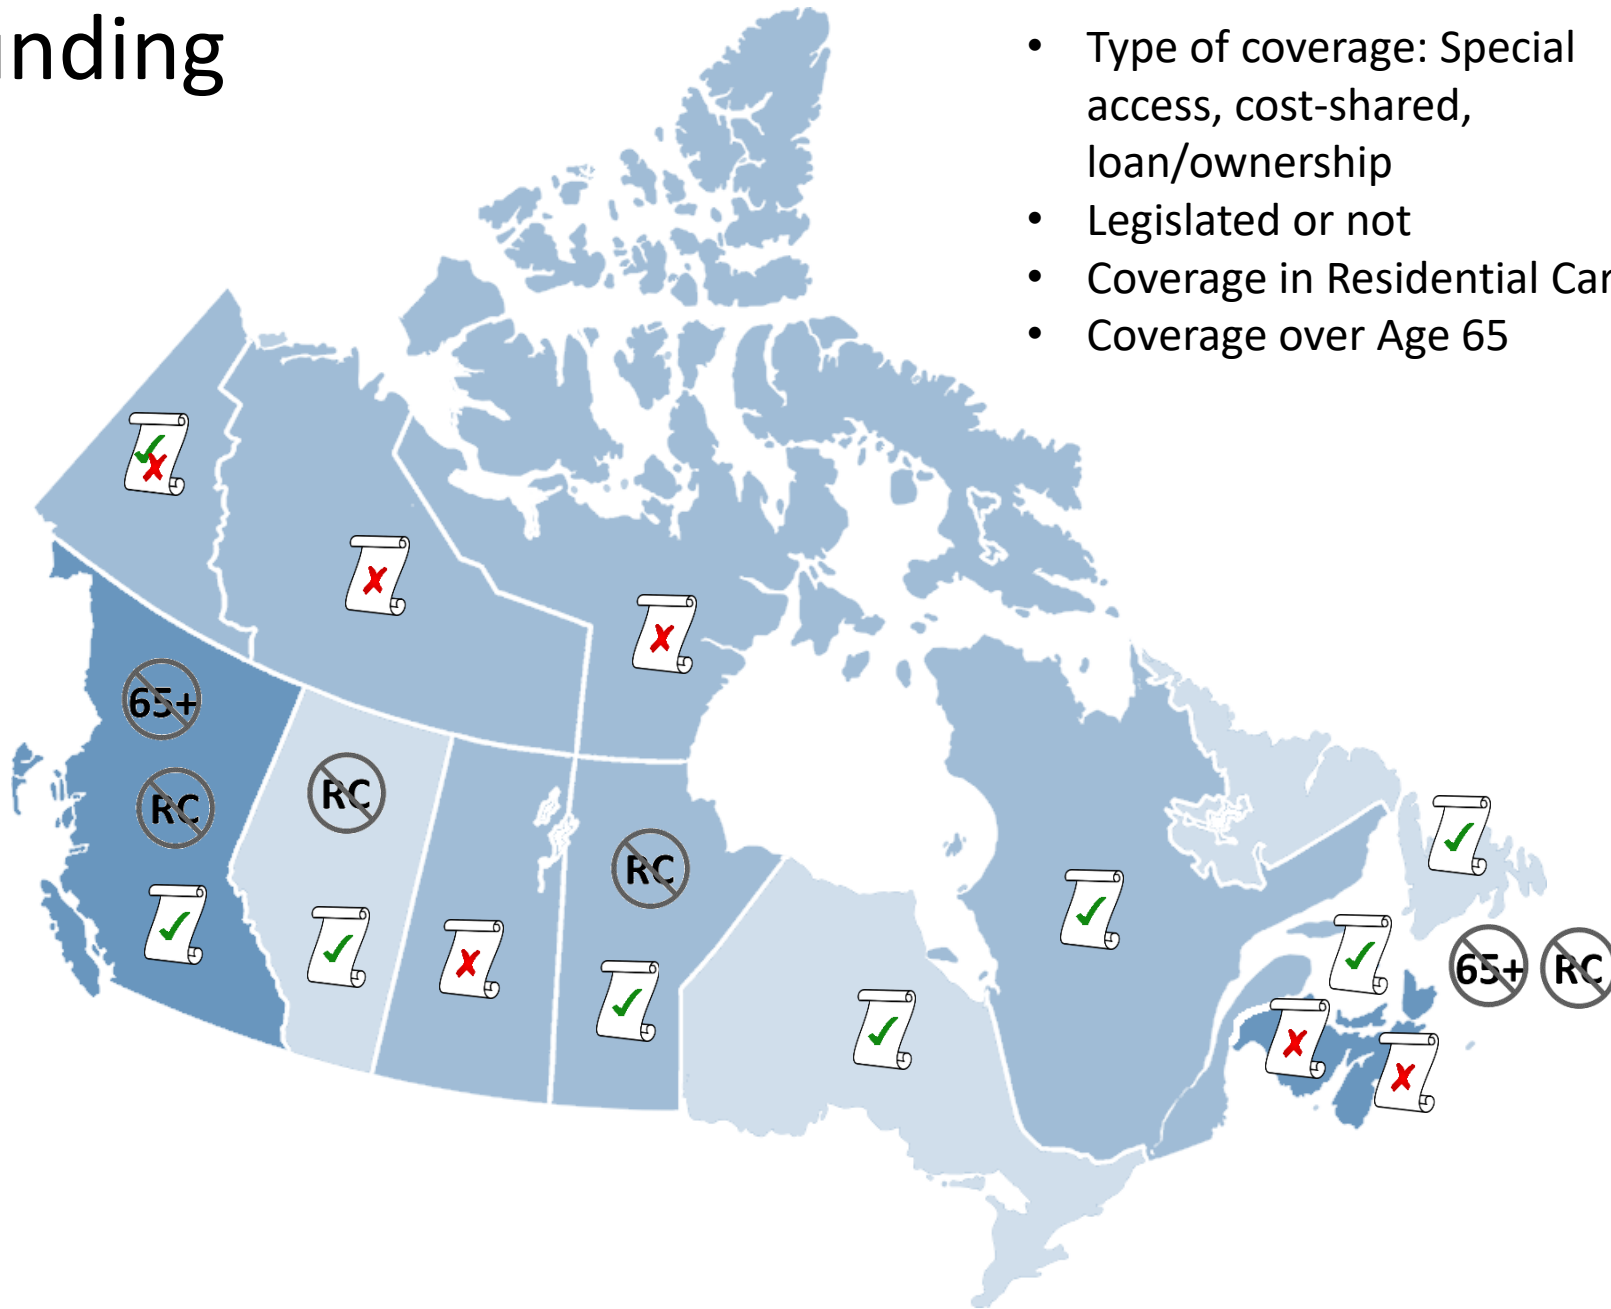 unding
• Type of coverage: Special
access, cost-shared,
loan/ownership
• Legislated or not
• Coverage in Residential Car
• Coverage over Age 65
65+
RC
RC
RC
65+ RC